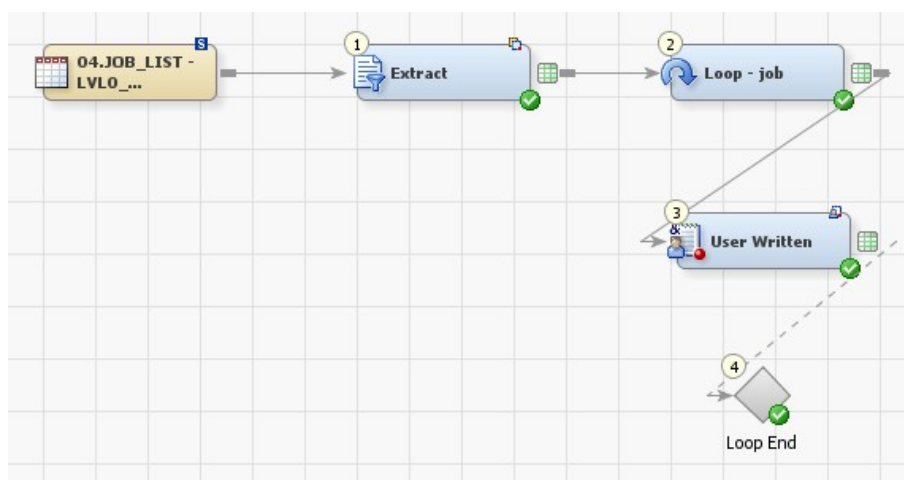 S
04.JOB_LIST -
LVL0_...
1
Extract
2
Loop - job
3
&
User Written
4
Loop End